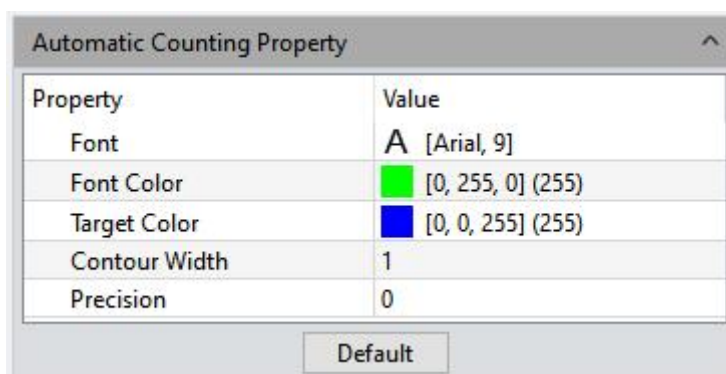 Automatic Counting Property
Property Value
Font A [Arial, 9]
Font Color [0, 255, 0] (255)
Target Color [0, 0, 255] (255)
Contour Width 1
Precision 0
Default